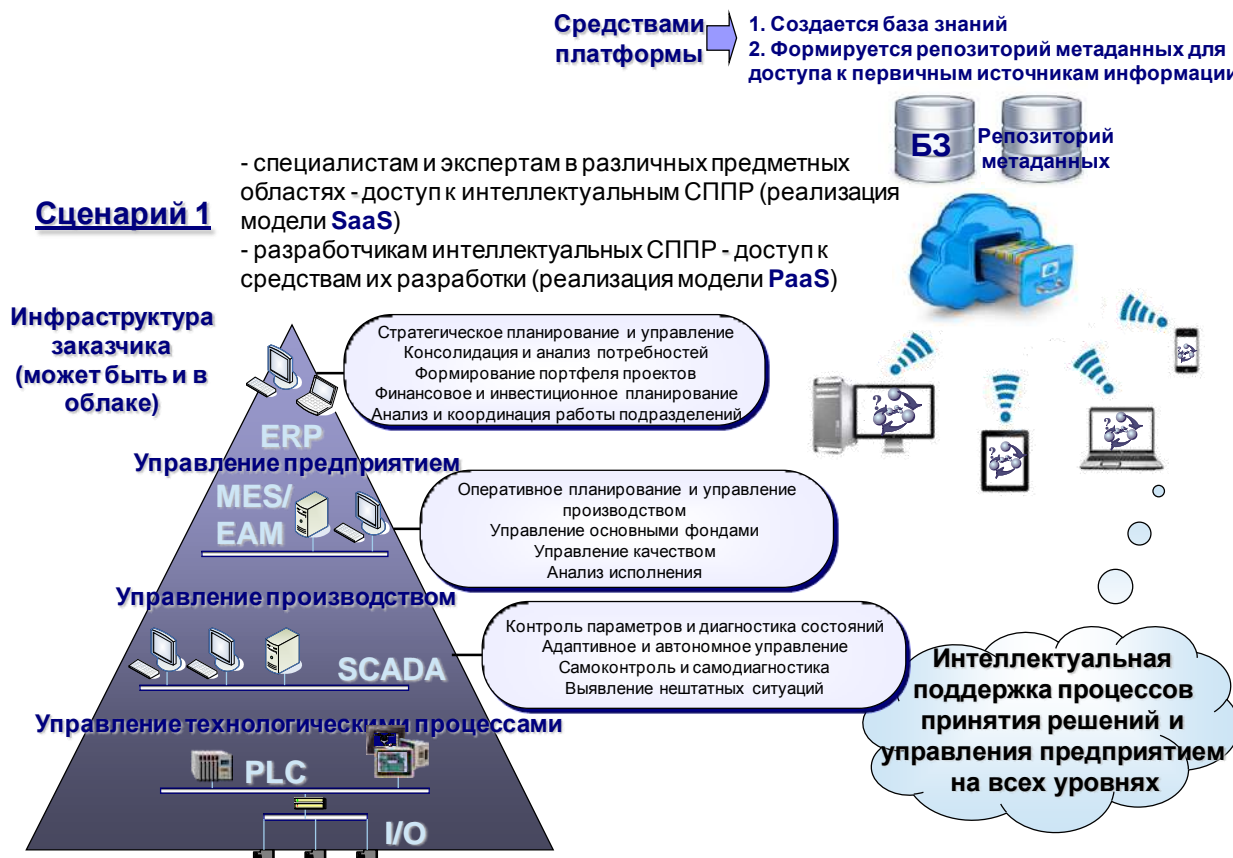 Средствами
платформы
1. Создается база знаний
2. Формируется репозиторий метаданных для
доступа к первичным источникам информации
БЗ
Репозиторий
метаданных
Сценарий 1
- специалистам и экспертам в различных предметных
областях - доступ к интеллектуальным СППР (реализация
модели SaaS)
- разработчикам интеллектуальных СППР - доступ к
средствам их разработки (реализация модели PaaS)
Инфраструктура
заказчика
(может быть и в
облаке)
Стратегическое планирование и управление
Консолидация и анализ потребностей
Формирование портфеля проектов
Финансовое и инвестиционное планирование
Анализ и координация работы подразделений
ERP
Управление предприятием
MES/
EAM
Оперативное планирование и управление
производством
Управление основными фондами
Управление качеством
Анализ исполнения
Управление производством
SCADA
Контроль параметров и диагностика состояний
Адаптивное и автономное управление
Самоконтроль и самодиагностика
Выявление нештатных ситуаций
Управление технологическими процессами
PLC
I/O
Интеллектуальная
поддержка процессов
принятия решений и
управления предприятием
на всех уровнях